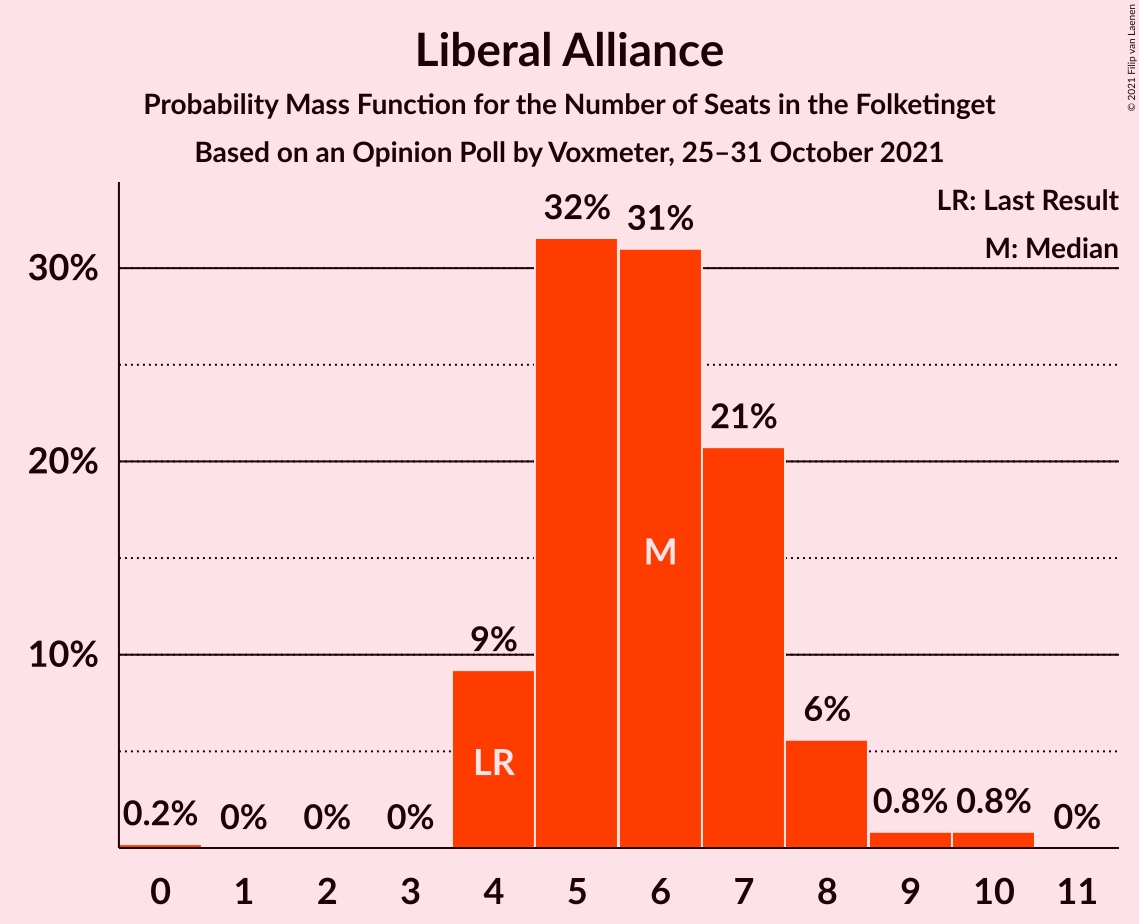 Liberal Alliance
Probability Mass Function for the Number of Seats in the Folketinget
Based on an Opinion Poll by Voxmeter, 25–31 October 2021
© 2021 Filip van Laenen
LR: Last Result
M: Median
32%
31%
30%
21%
20%
M
9%
10%
6%
LR
0.2%
0%
0%
0%
0.8%
0.8%
0%
0 1 2 3 4 5 6 7 8 9 10 11